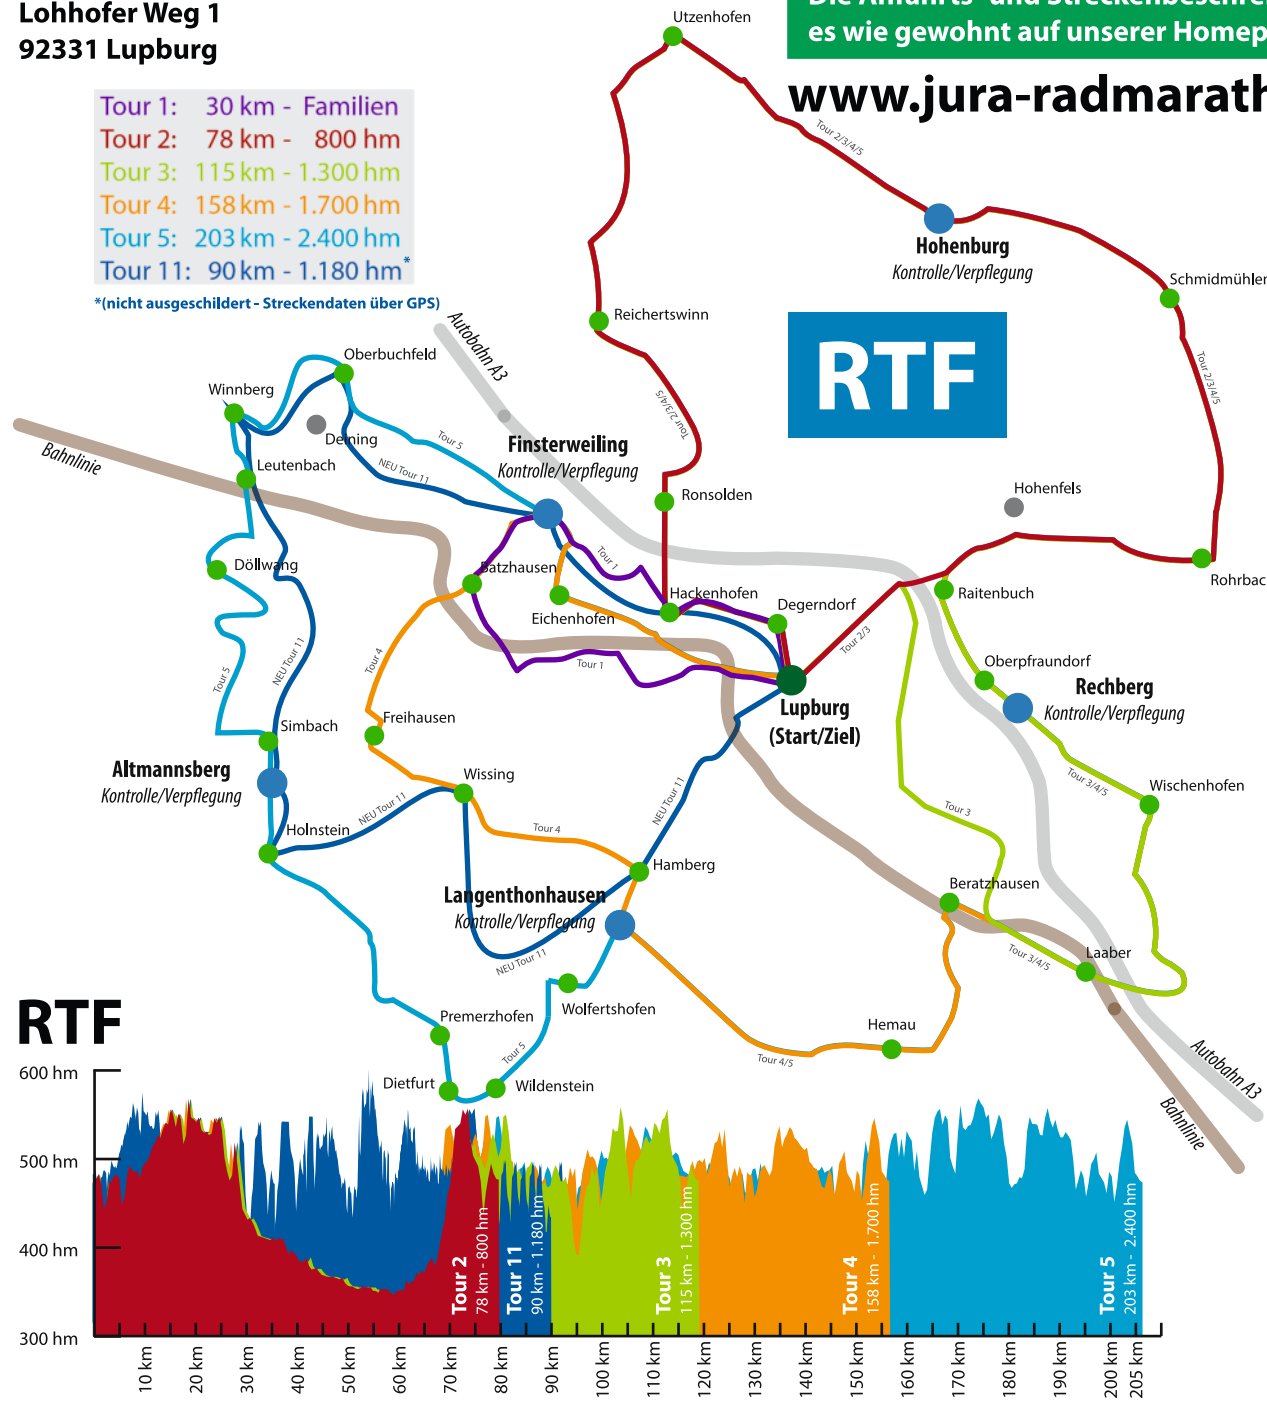 Lohhofer Weg 1
92331 Lupburg
es wie gewohnt auf unserer Homep
www.jura-radmarath
Tour 1: 30 km - Familien
Tour 2: 78 km - 800 hm
Tour 3: 115 km - 1.300 hm
Tour 4: 158 km - 1.700 hm
Tour 5: 203 km - 2.400 hm
Tour 11: 90 km - 1.180 hm*
*(nicht ausgeschildert - Streckendaten über GPS)
Utzenhofen
Tour 2/3/4/5
Hohenburg
Kontrolle/Verpflegung
Schmidmühlen
Tour 2/3/4/5
Reichertswinn
RTF
Autobahn A3
Oberbuchfeld
Winnberg
Deining
Tour 5
NEU Tour 11
Finsterweiling
Kontrolle/Verpflegung
Tour 2/3/4/5
Bahnlinie
Leutenbach
Ronsolden
Hohenfels
Döllwang
Batzhausen
Tour 1
Hackenhofen
Eichenhofen
Degerndorf
Raitenbuch
Rohrbac
Tour 2/3
Tour 1
Tour 4
Tour 5
NEU Tour 11
Oberpfraundorf
Rechberg
Kontrolle/Verpflegung
Lupburg
(Start/Ziel)
Simbach
Freihausen
Altmannsberg
Kontrolle/Verpflegung
Wissing
NEU Tour 11
NEU Tour 11
Tour 3/4/5
Wischenhofen
Holnstein
Tour 4
Tour 3
Hamberg
Langenthonhausen
Kontrolle/Verpflegung
NEU Tour 11
Beratzhausen
Tour 3/4/5
Laaber
Wolfertshofen
Premerzhofen
Hemau
Tour 5
Tour 4/5
Dietfurt
Wildenstein
Autobahn A3
Bahnlinie
RTF
600 hm
500 hm
400 hm
300 hm
Tour 2
78 km - 800 hm
Tour 11
90 km - 1.180 hm
Tour 3
115 km - 1.300 hm
Tour 4
158 km - 1.700 hm
Tour 5
203 km - 2.400 hm
10 km
20 km
30 km
40 km
50 km
60 km
70 km
80 km
90 km
100 km
110 km
120 km
130 km
140 km
150 km
160 km
170 km
180 km
190 km
200 km
205 km